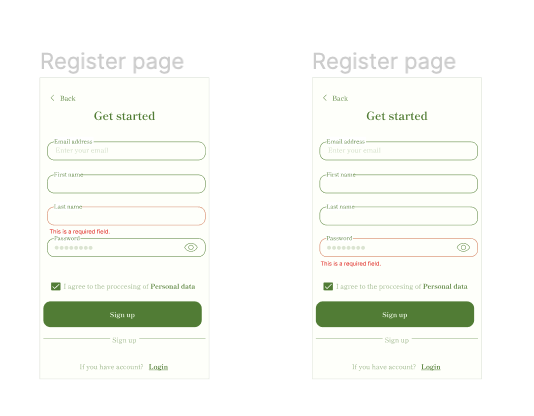 Register page
Back
Get started
Email address
Enter your email
First name
Last name
This is a required field.
Password
I agree to the proccesing of Personal data
Sign up
Sign up
If you have account? Login
Register page
Back
Get started
Email address
Enter your email
First name
Last name
Password
This is a required field.
I agree to the proccesing of Personal data
Sign up
Sign up
If you have account? Login